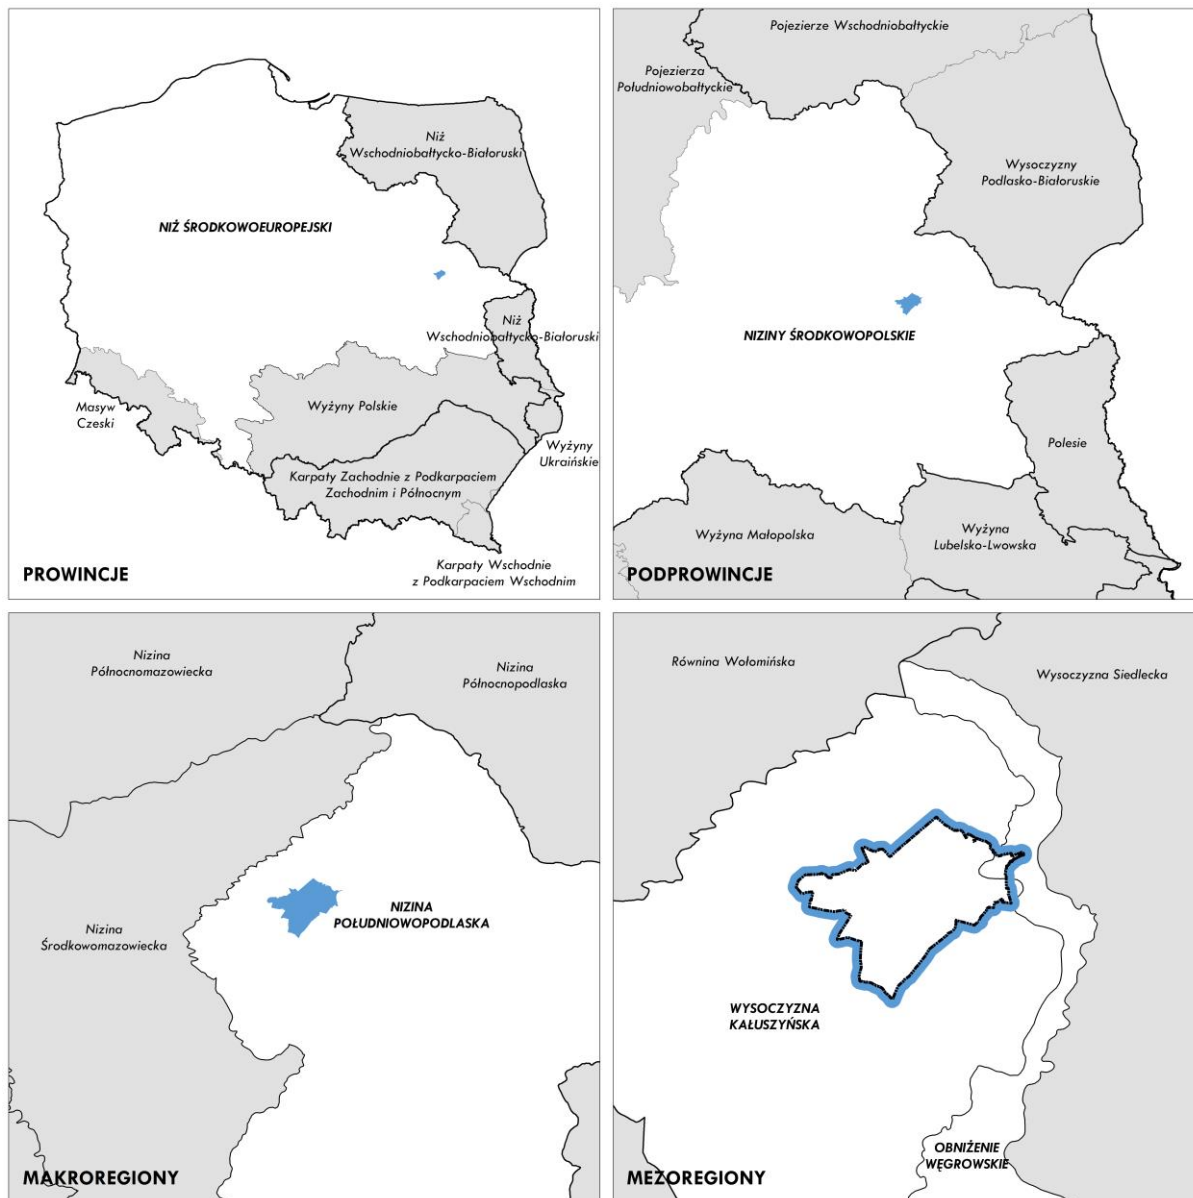 Niż
Wschodniobałtycko-Białoruski
NIŻ ŚRODKOWOEUROPEJSKI
Niż
Wschodniobałtycko-Białoruski
Masyw
Czeski
Wyżyny Polskie
Wyżyny
Ukraińskie
Karpaty Zachodnie z Podkarpaciem
Zachodnim i Północnym
Karpaty Wschodnie
z Podkarpaciem Wschodnim
PROWINCJE
Pojezierze Wschodniobałtyckie
Pojezierza
Południowobałtyckie
Wysoczyzny
Podlasko-Białoruskie
NIZINY ŚRODKOWOPOLSKIE
Polesie
Wyżyna Małopolska
Wyżyna
Lubelsko-Lwowska
PODPROWINCJE
Nizina
Północnomazowiecka
Nizina
Północnopodlaska
NIZINA
POŁUDNIOWOPODLASKA
Nizina
Środkowomazowiecka
MAKROREGIONY
Równina Wołomińska
Wysoczyzna Siedlecka
WYSOCZYZNA
KAŁUSZYŃSKA
OBNIŻENIE
WĘGROWSKIE
MEZOREGIONY